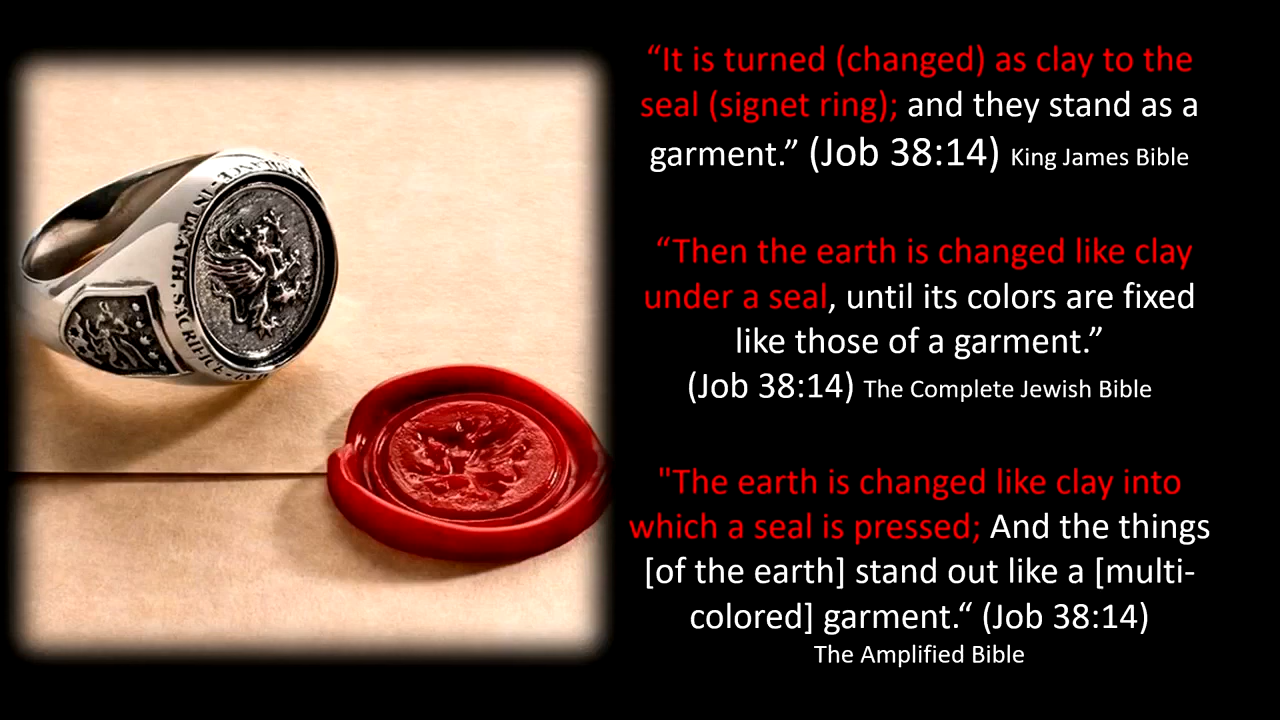 IN DEATH · SACRIFICE ·
“It is turned (changed) as clay to the
seal (signet ring); and they stand as a
garment.” (Job 38:14) King James Bible
“Then the earth is changed like clay
under a seal, until its colors are fixed
like those of a garment.”
(Job 38:14) The Complete Jewish Bible
"The earth is changed like clay into
which a seal is pressed; And the things
[of the earth] stand out like a [multi-
colored] garment.“ (Job 38:14)
The Amplified Bible